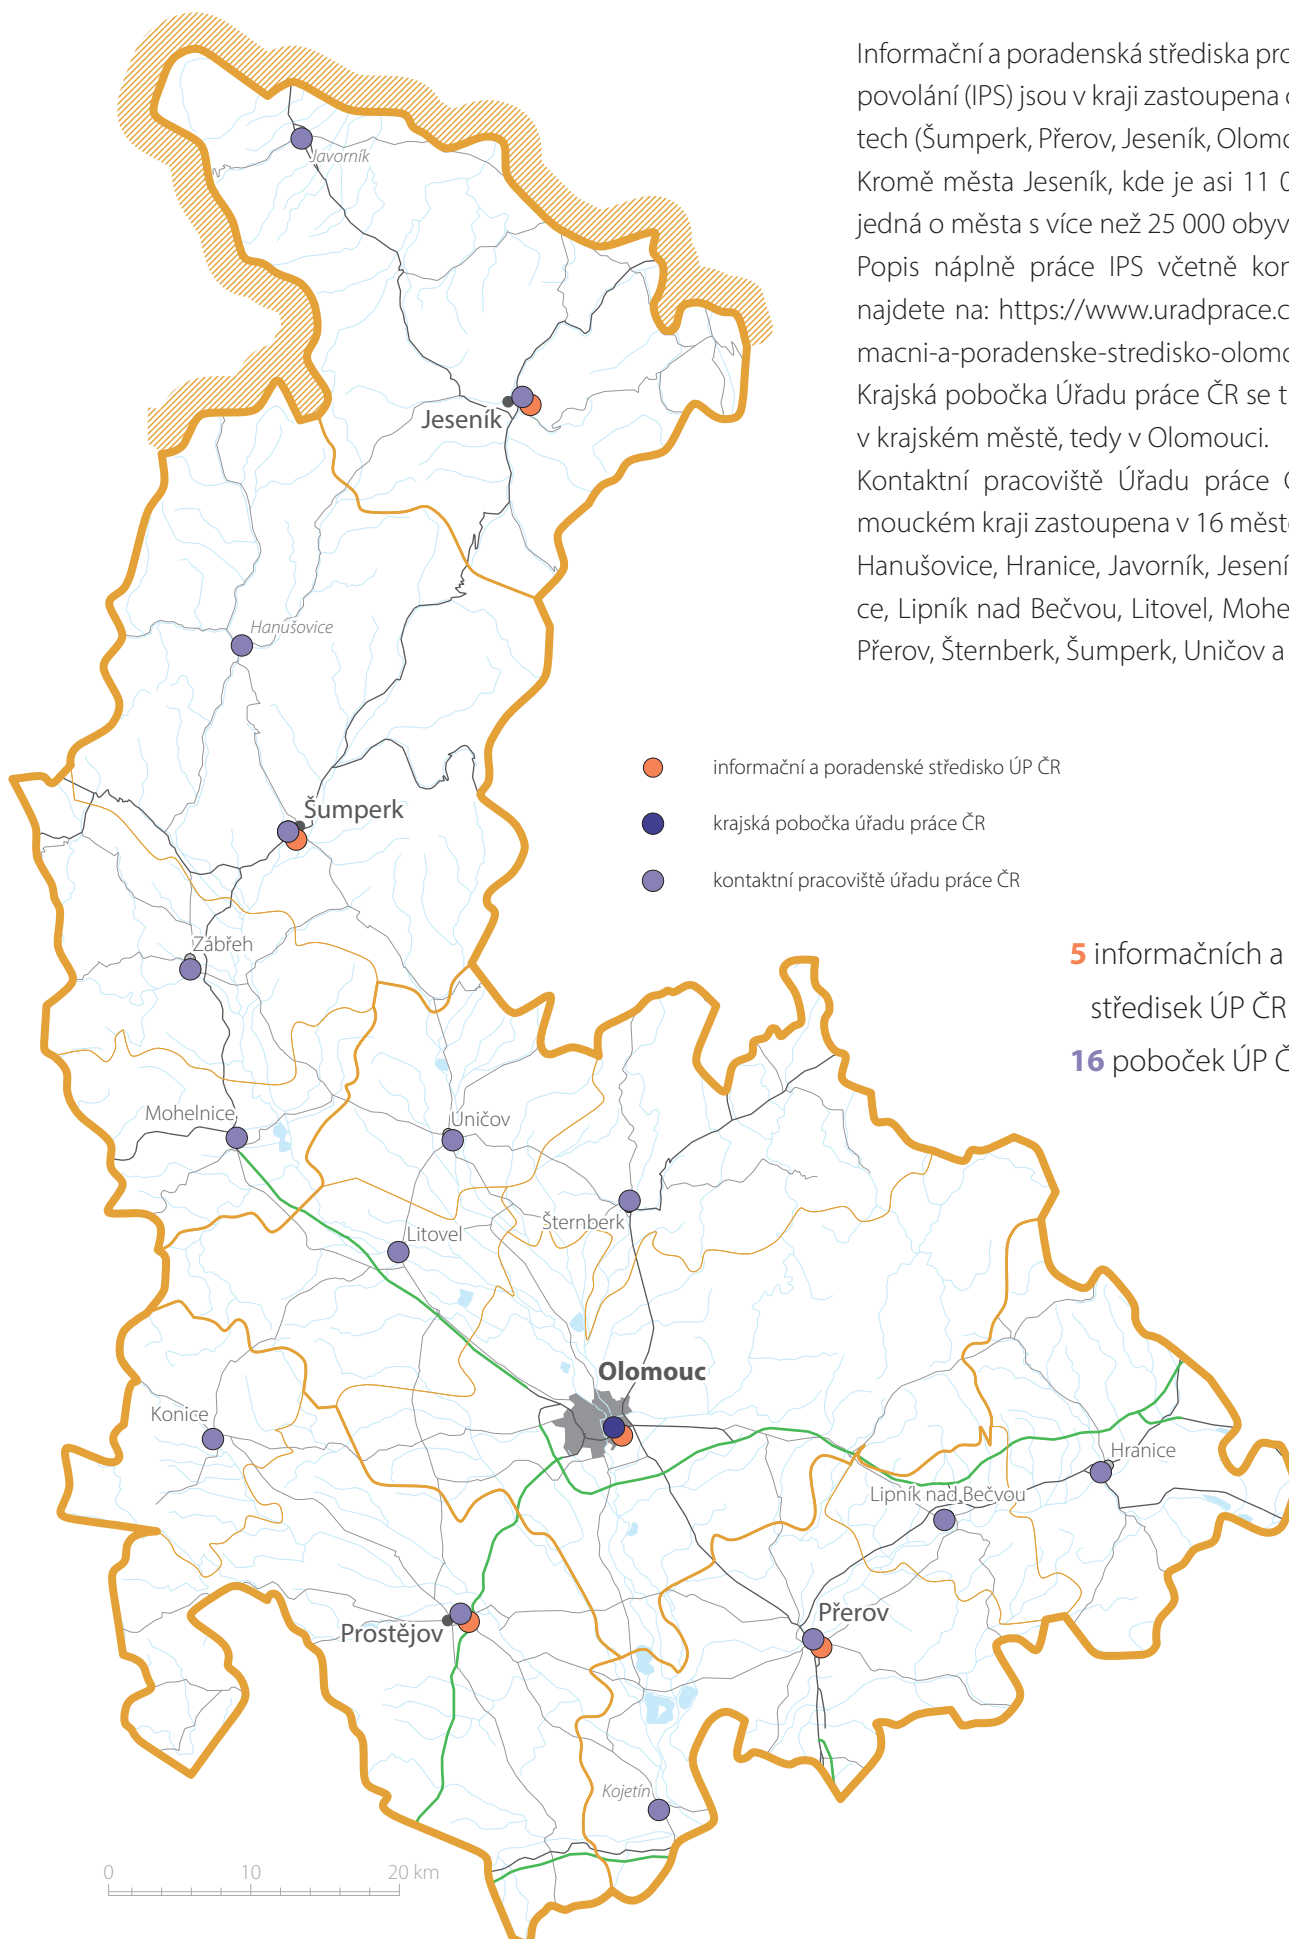 Informační a poradenská střediska pro
povolání (IPS) jsou v kraji zastoupena
tech (Šumperk, Přerov, Jeseník, Olomo
Kromě města Jeseník, kde je asi 11 0
jedná o města s více než 25 000 obyv
Popis náplně práce IPS včetně kon
najdete na: https://www.uradprace.c
macni-a-poradenske-stredisko-olomo
Krajská pobočka Úřadu práce ČR se t
v krajském městě, tedy v Olomouci.
Kontaktní pracoviště Úřadu práce
mouckém kraji zastoupena v 16 měst
Hanušovice, Hranice, Javorník, Jesení
ce, Lipník nad Bečvou, Litovel, Mohe
Přerov, Šternberk, Šumperk, Uničov a
Javorník
Jeseník
Hanušovice
informační a poradenské středisko ÚP ČR
Šumperk
krajská pobočka úřadu práce ČR
kontaktní pracoviště úřadu práce ČR
Zábřeh
5 informačních a
středisek ÚP ČR
16 poboček ÚP Č
Mohelnice
Uničov
Šternberk
Litovel
Olomouc
Konice
Hranice
Lipník nad Bečvou
Přerov
Prostějov
Kojetín
0 10 20 km